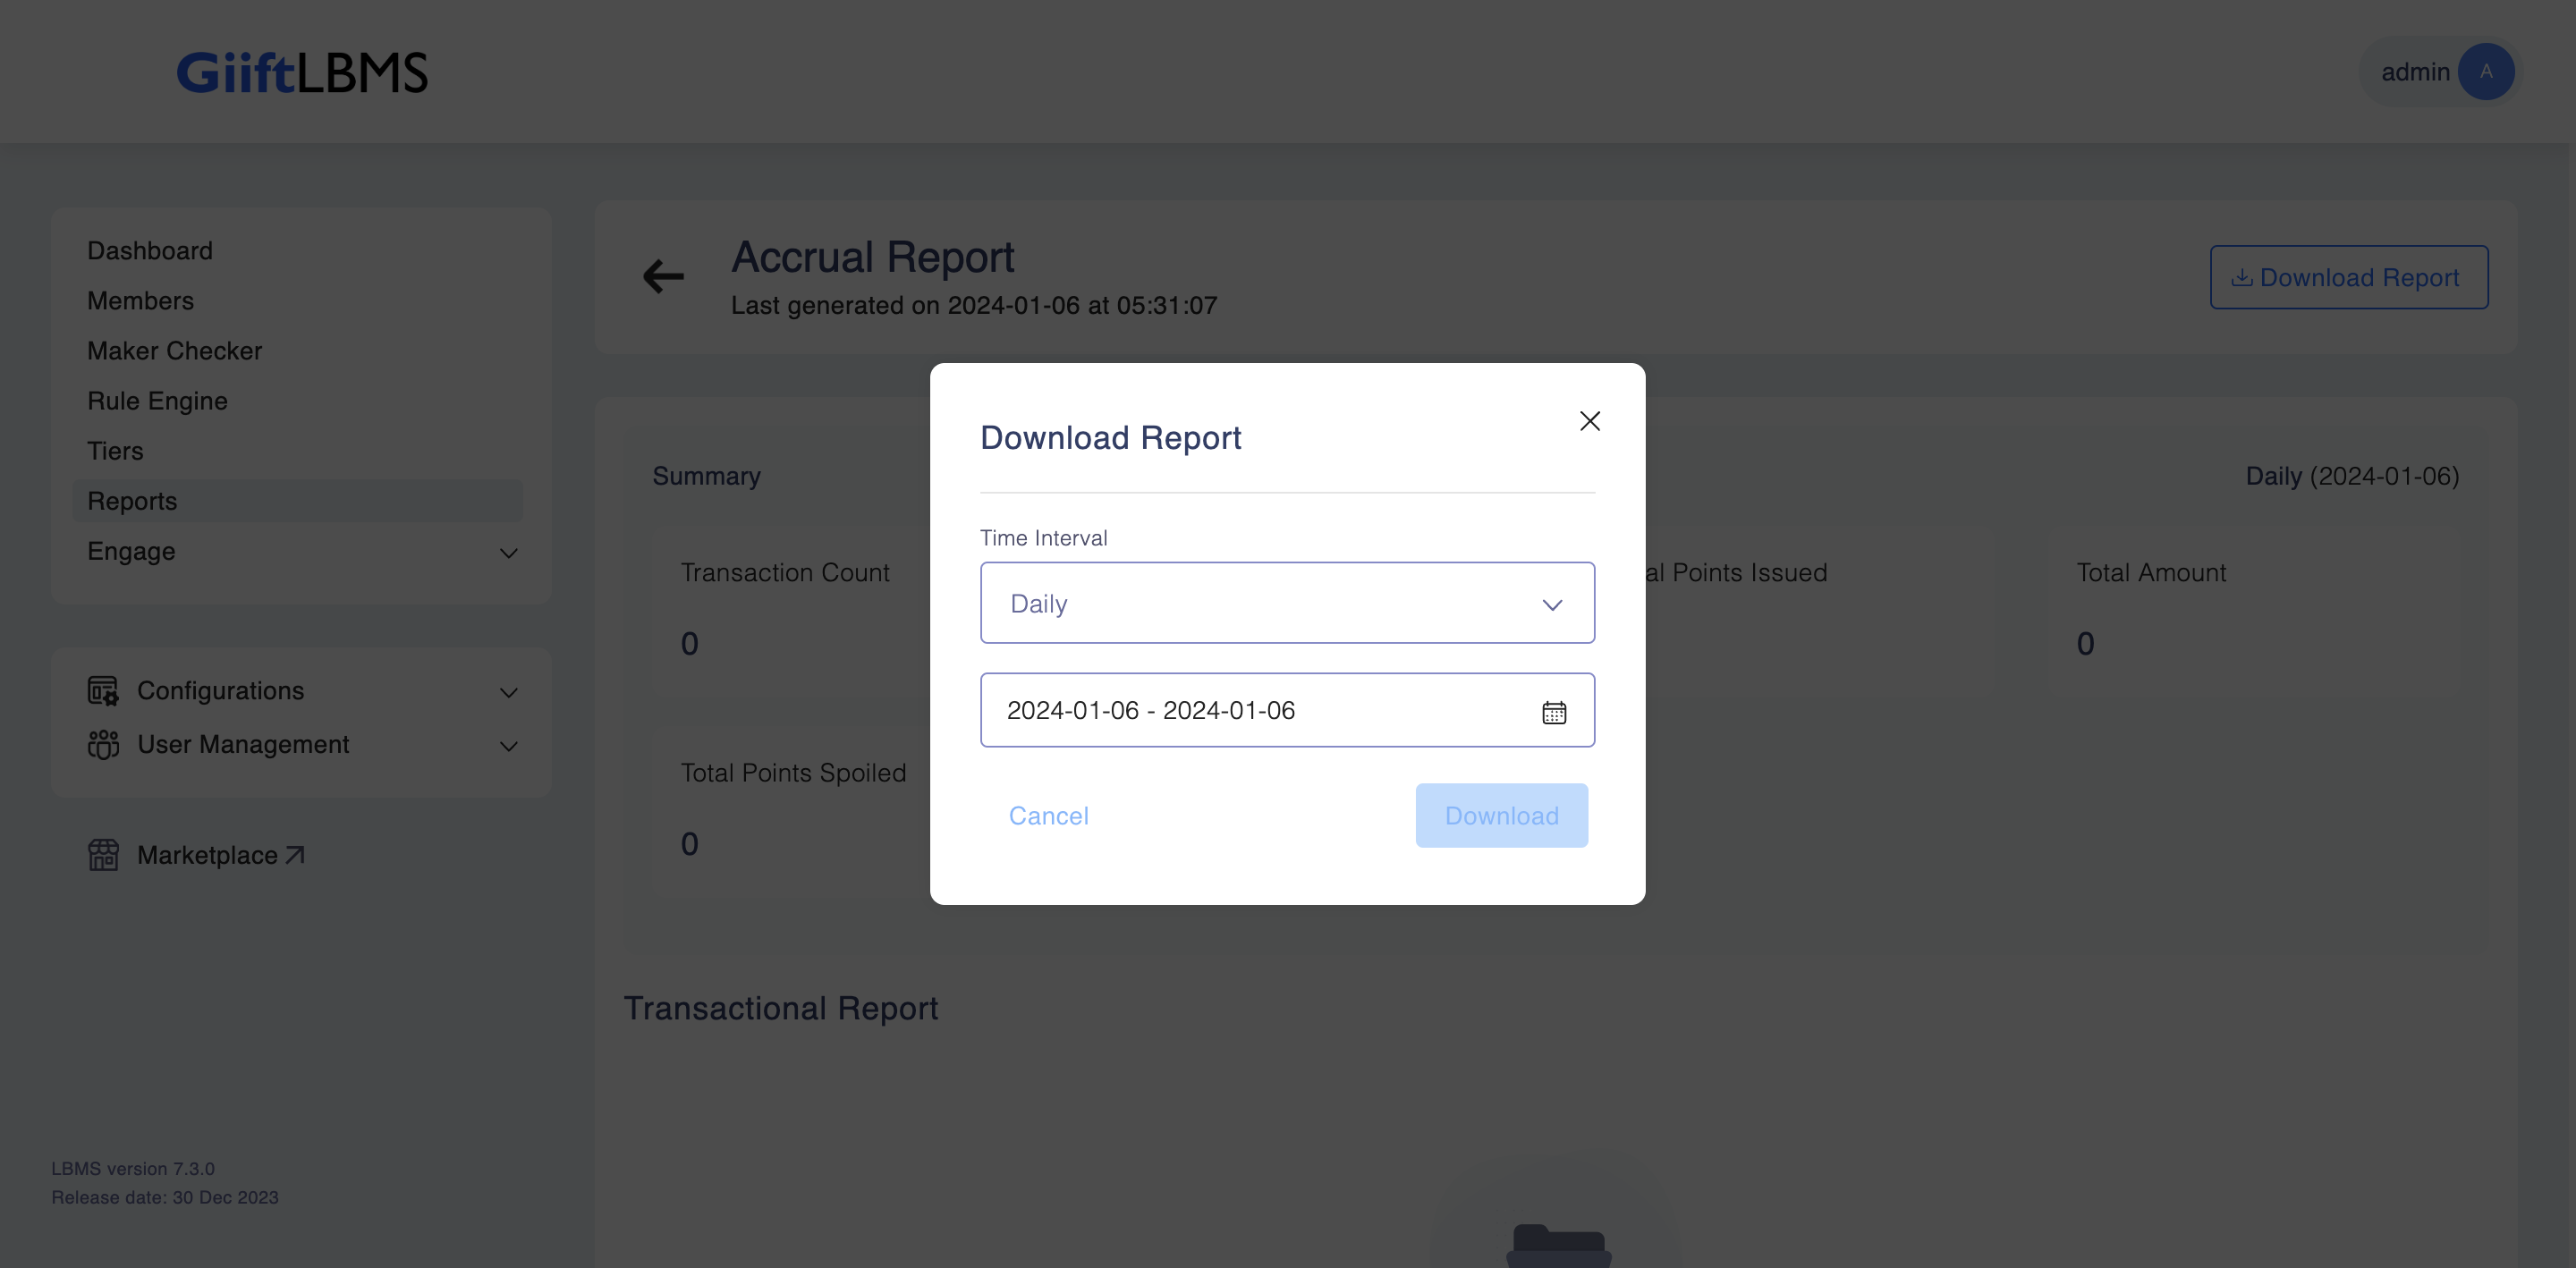 GiiftLBMS
admin A
Dashboard
Members
Maker Checker
Rule Engine
Tiers
Reports
Engage
Configurations
User Management
Marketplace
LBMS version 7.3.0
Release date: 30 Dec 2023
Accrual Report
Last generated on 2024-01-06 at 05:31:07
Download Report
Summary
Daily (2024-01-06)
Transaction Count
0
al Points Issued
Total Amount
0
Total Points Spoiled
0
Transactional Report
Download Report
Time Interval
Daily
2024-01-06 - 2024-01-06
Cancel
Download